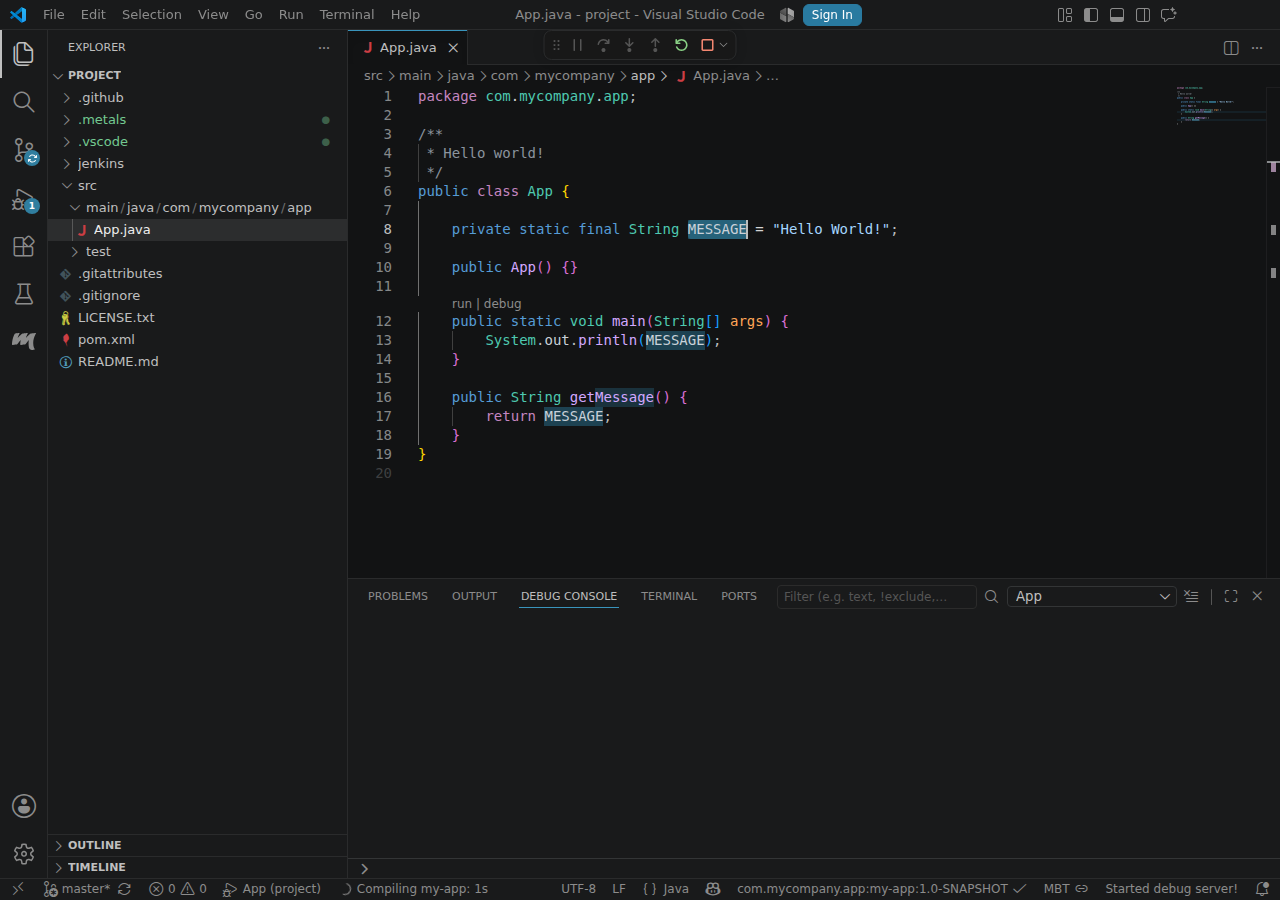 File Edit Selection View Go Run Terminal Help App.java - project - Visual Studio Code Sign In
EXPLORER
PROJECT
.github
.metals
.vscode
jenkins
src
main / java / com / mycompany / app
App.java
test
.gitattributes
.gitignore
LICENSE.txt
pom.xml
README.md
OUTLINE
TIMELINE
1
App.java
src > main > java > com > mycompany > app > App.java > ...
1 package com.mycompany.app;
2
3 /**
4 * Hello world!
5 */
6 public class App {
7
8 private static final String MESSAGE = "Hello World!";
9
10 public App() {}
11
run | debug
12 public static void main(String[] args) {
13 System.out.println(MESSAGE);
14 }
15
16 public String getMessage() {
17 return MESSAGE;
18 }
19 }
20
PROBLEMS OUTPUT DEBUG CONSOLE TERMINAL PORTS Filter (e.g. text, !exclude,... App
master* 0 0 App (project) Compiling my-app: 1s UTF-8 LF { } Java com.mycompany.app:my-app:1.0-SNAPSHOT MBT Started debug server!